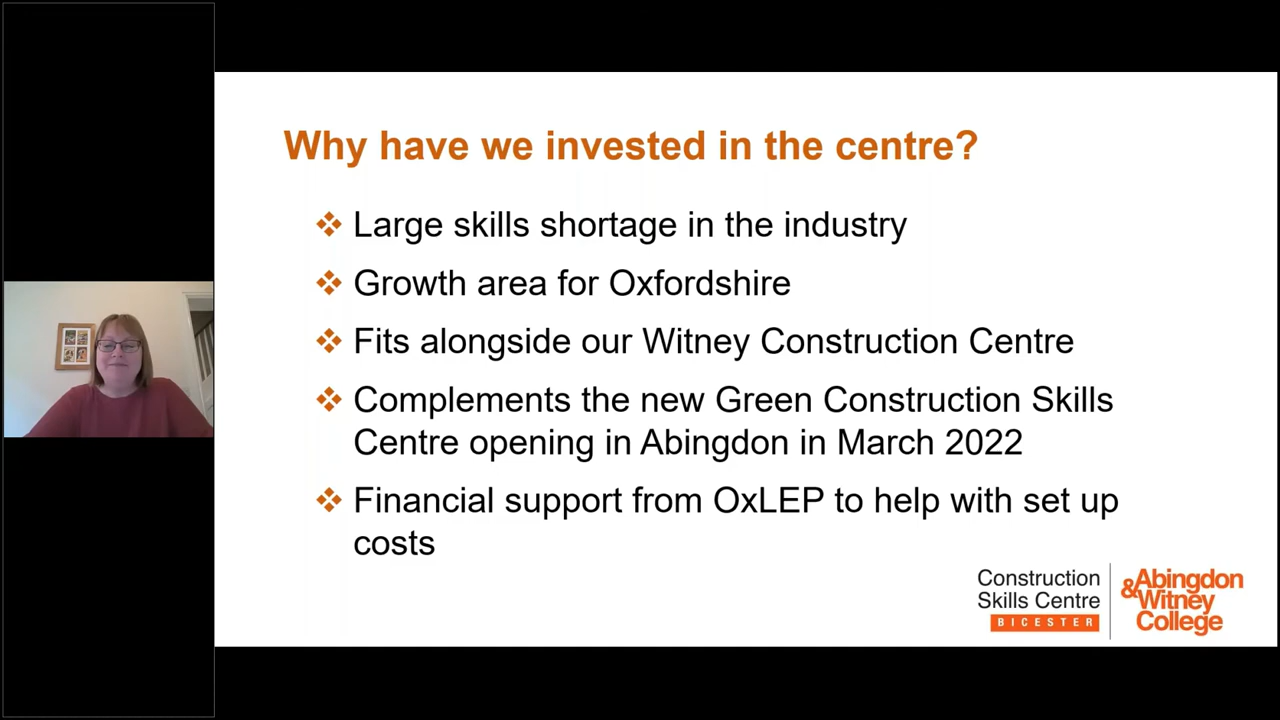 Why have we invested in the centre?
Large skills shortage in the industry
Growth area for Oxfordshire
Fits alongside our Witney Construction Centre
Complements the new Green Construction Skills
Centre opening in Abingdon in March 2022
Financial support from OxLEP to help with set up
costs
Construction
Skills Centre
BICESTER
Abingdon
& Witney
College